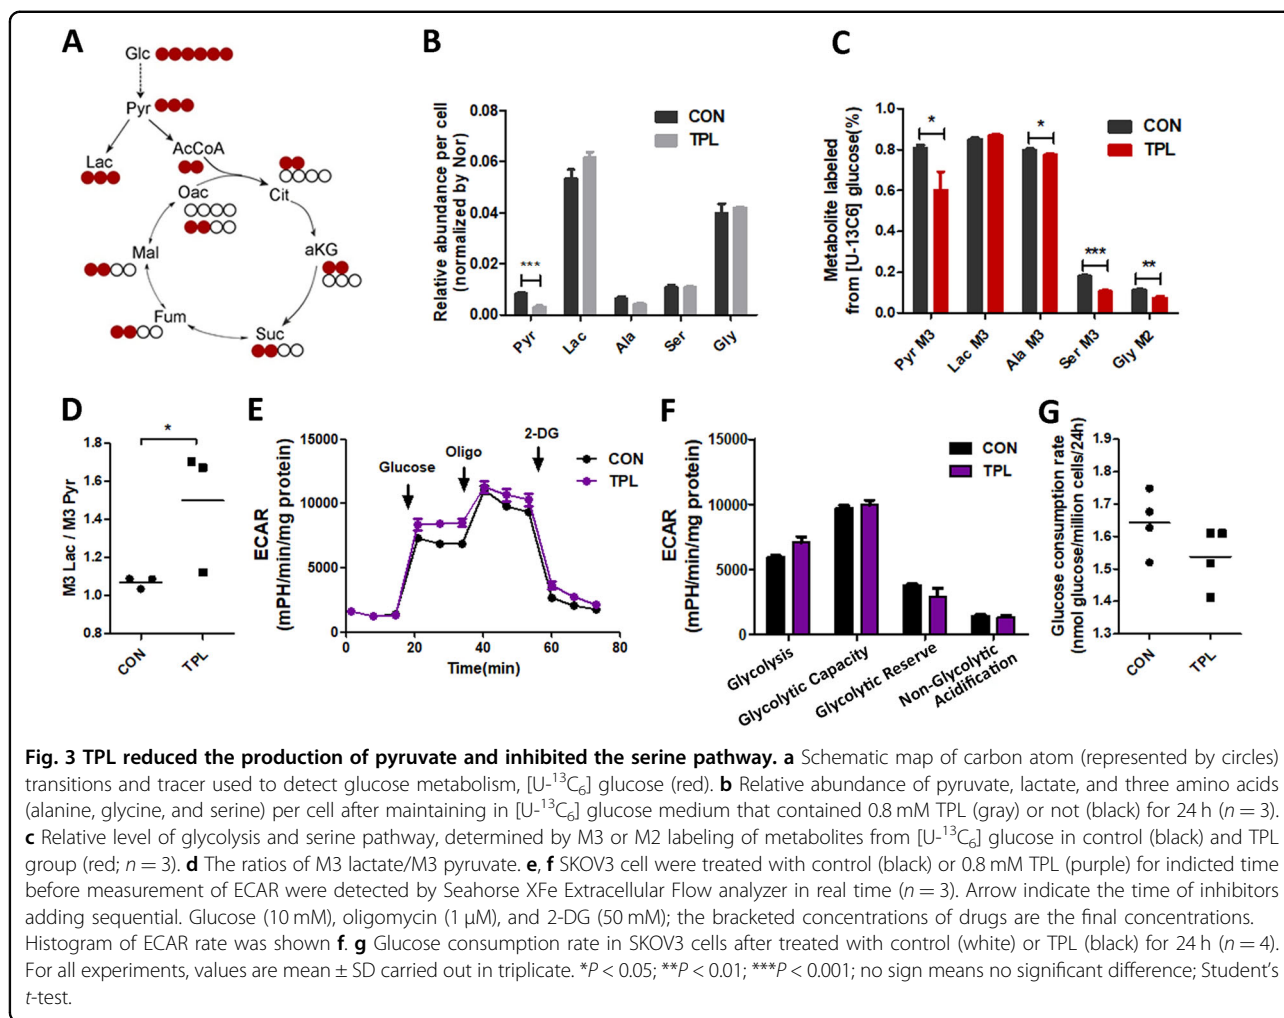 A
Glc
Pyr
AcCoA
Lac
Oac
Cit
Mal
aKG
Fum
Suc
B
Relative abundance per cell
(normalized by Nor)
0.08
0.06
0.04
0.02
0.00
CON
TPL
***
Pyr
Lac
Ala
Ser
Gly
C
Metabolite labeled
from [U-13C6] glucose(%)
1.0
0.8
0.6
0.4
0.2
0.0
CON
TPL
*
*
***
**
Pyr M3
Lac M3
Ala M3
Ser M3
Gly M2
D
M3 Lac / M3 Pyr
1.8
1.6
1.4
1.2
1.0
0.8
*
CON
TPL
E
ECAR
(mPH/min/mg protein)
15000
10000
5000
0
Glucose
Oligo
2-DG
CON
TPL
0
20
40
60
80
Time(min)
F
ECAR
(mPH/min/mg protein)
15000
10000
5000
0
CON
TPL
Glycolysis
Glycolytic Capacity
Glycolytic Reserve
Non-Glycolytic
Acidification
G
Glucose consumption rate
(nmol glucose/million cells/24h)
1.9
1.8
1.7
1.6
1.5
1.4
1.3
CON
TPL
Fig. 3 TPL reduced the production of pyruvate and inhibited the serine pathway. a Schematic map of carbon atom (represented by circles)
transitions and tracer used to detect glucose metabolism, [U-¹³C₆] glucose (red). b Relative abundance of pyruvate, lactate, and three amino acids
(alanine, glycine, and serine) per cell after maintaining in [U-¹³C₆] glucose medium that contained 0.8 mM TPL (gray) or not (black) for 24 h (n = 3).
c Relative level of glycolysis and serine pathway, determined by M3 or M2 labeling of metabolites from [U-¹³C₆] glucose in control (black) and TPL
group (red; n = 3). d The ratios of M3 lactate/M3 pyruvate. e, f SKOV3 cell were treated with control (black) or 0.8 mM TPL (purple) for indicted time
before measurement of ECAR were detected by Seahorse XFe Extracellular Flow analyzer in real time (n = 3). Arrow indicate the time of inhibitors
adding sequential. Glucose (10 mM), oligomycin (1 µM), and 2-DG (50 mM); the bracketed concentrations of drugs are the final concentrations.
Histogram of ECAR rate was shown f. g Glucose consumption rate in SKOV3 cells after treated with control (white) or TPL (black) for 24 h (n = 4).
For all experiments, values are mean ± SD carried out in triplicate. *P < 0.05; **P < 0.01; ***P < 0.001; no sign means no significant difference; Student's
t-test.